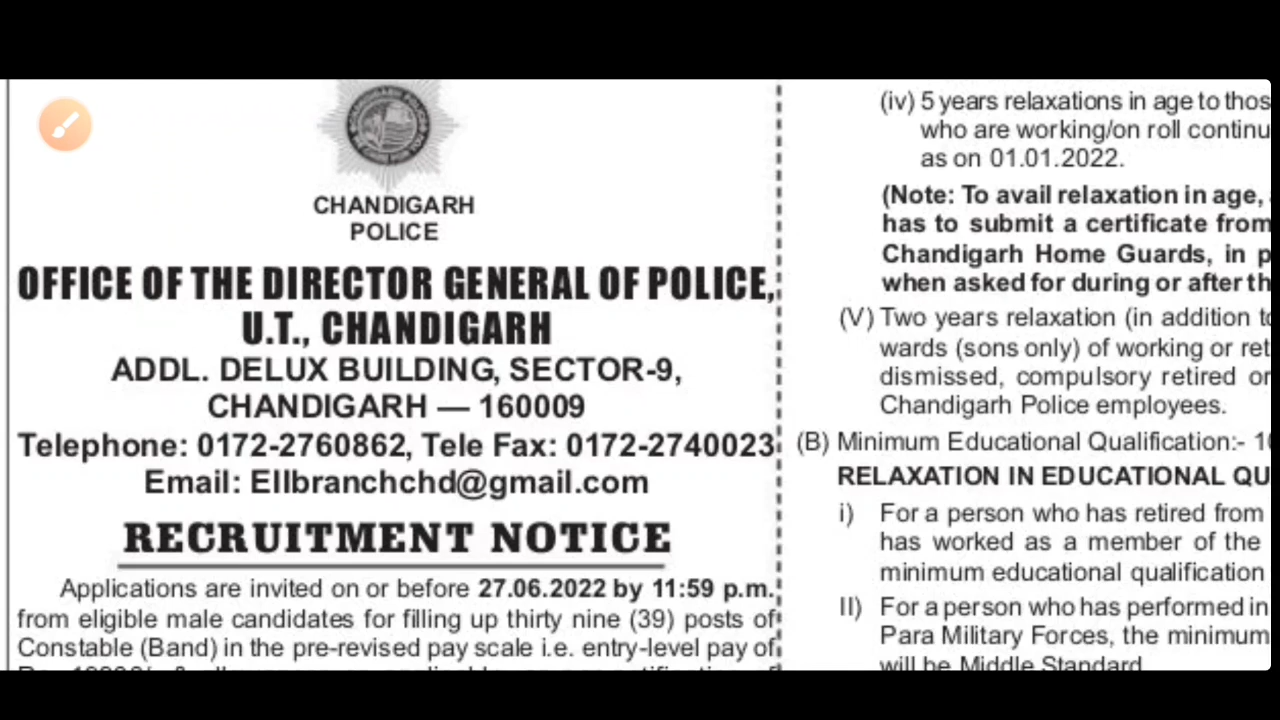 CHANDIGARH
POLICE
OFFICE OF THE DIRECTOR GENERAL OF POLICE,
U.T., CHANDIGARH
ADDL. DELUX BUILDING, SECTOR-9,
CHANDIGARH — 160009
Telephone: 0172-2760862, Tele Fax: 0172-2740023
Email: Ellbranchchd@gmail.com
RECRUITMENT NOTICE
Applications are invited on or before 27.06.2022 by 11:59 p.m.
from eligible male candidates for filling up thirty nine (39) posts of
Constable (Band) in the pre-revised pay scale i.e. entry-level pay of
(iv) 5 years relaxations in age to
who are working/on roll
as on 01.01.2022.
(Note: To avail relaxation in age,
has to submit a certificate from
Chandigarh Home Guards, in
when asked for during or after
(V) Two years relaxation (in addition
wards (sons only) of working or
dismissed, compulsory retired or
Chandigarh Police employees.
(B) Minimum Educational Qualification:-
RELAXATION IN EDUCATIONAL
i) For a person who has retired from
has worked as a member of the
minimum educational qualification
II) For a person who has performed in
Para Military Forces, the minimum
will be Middle Standard